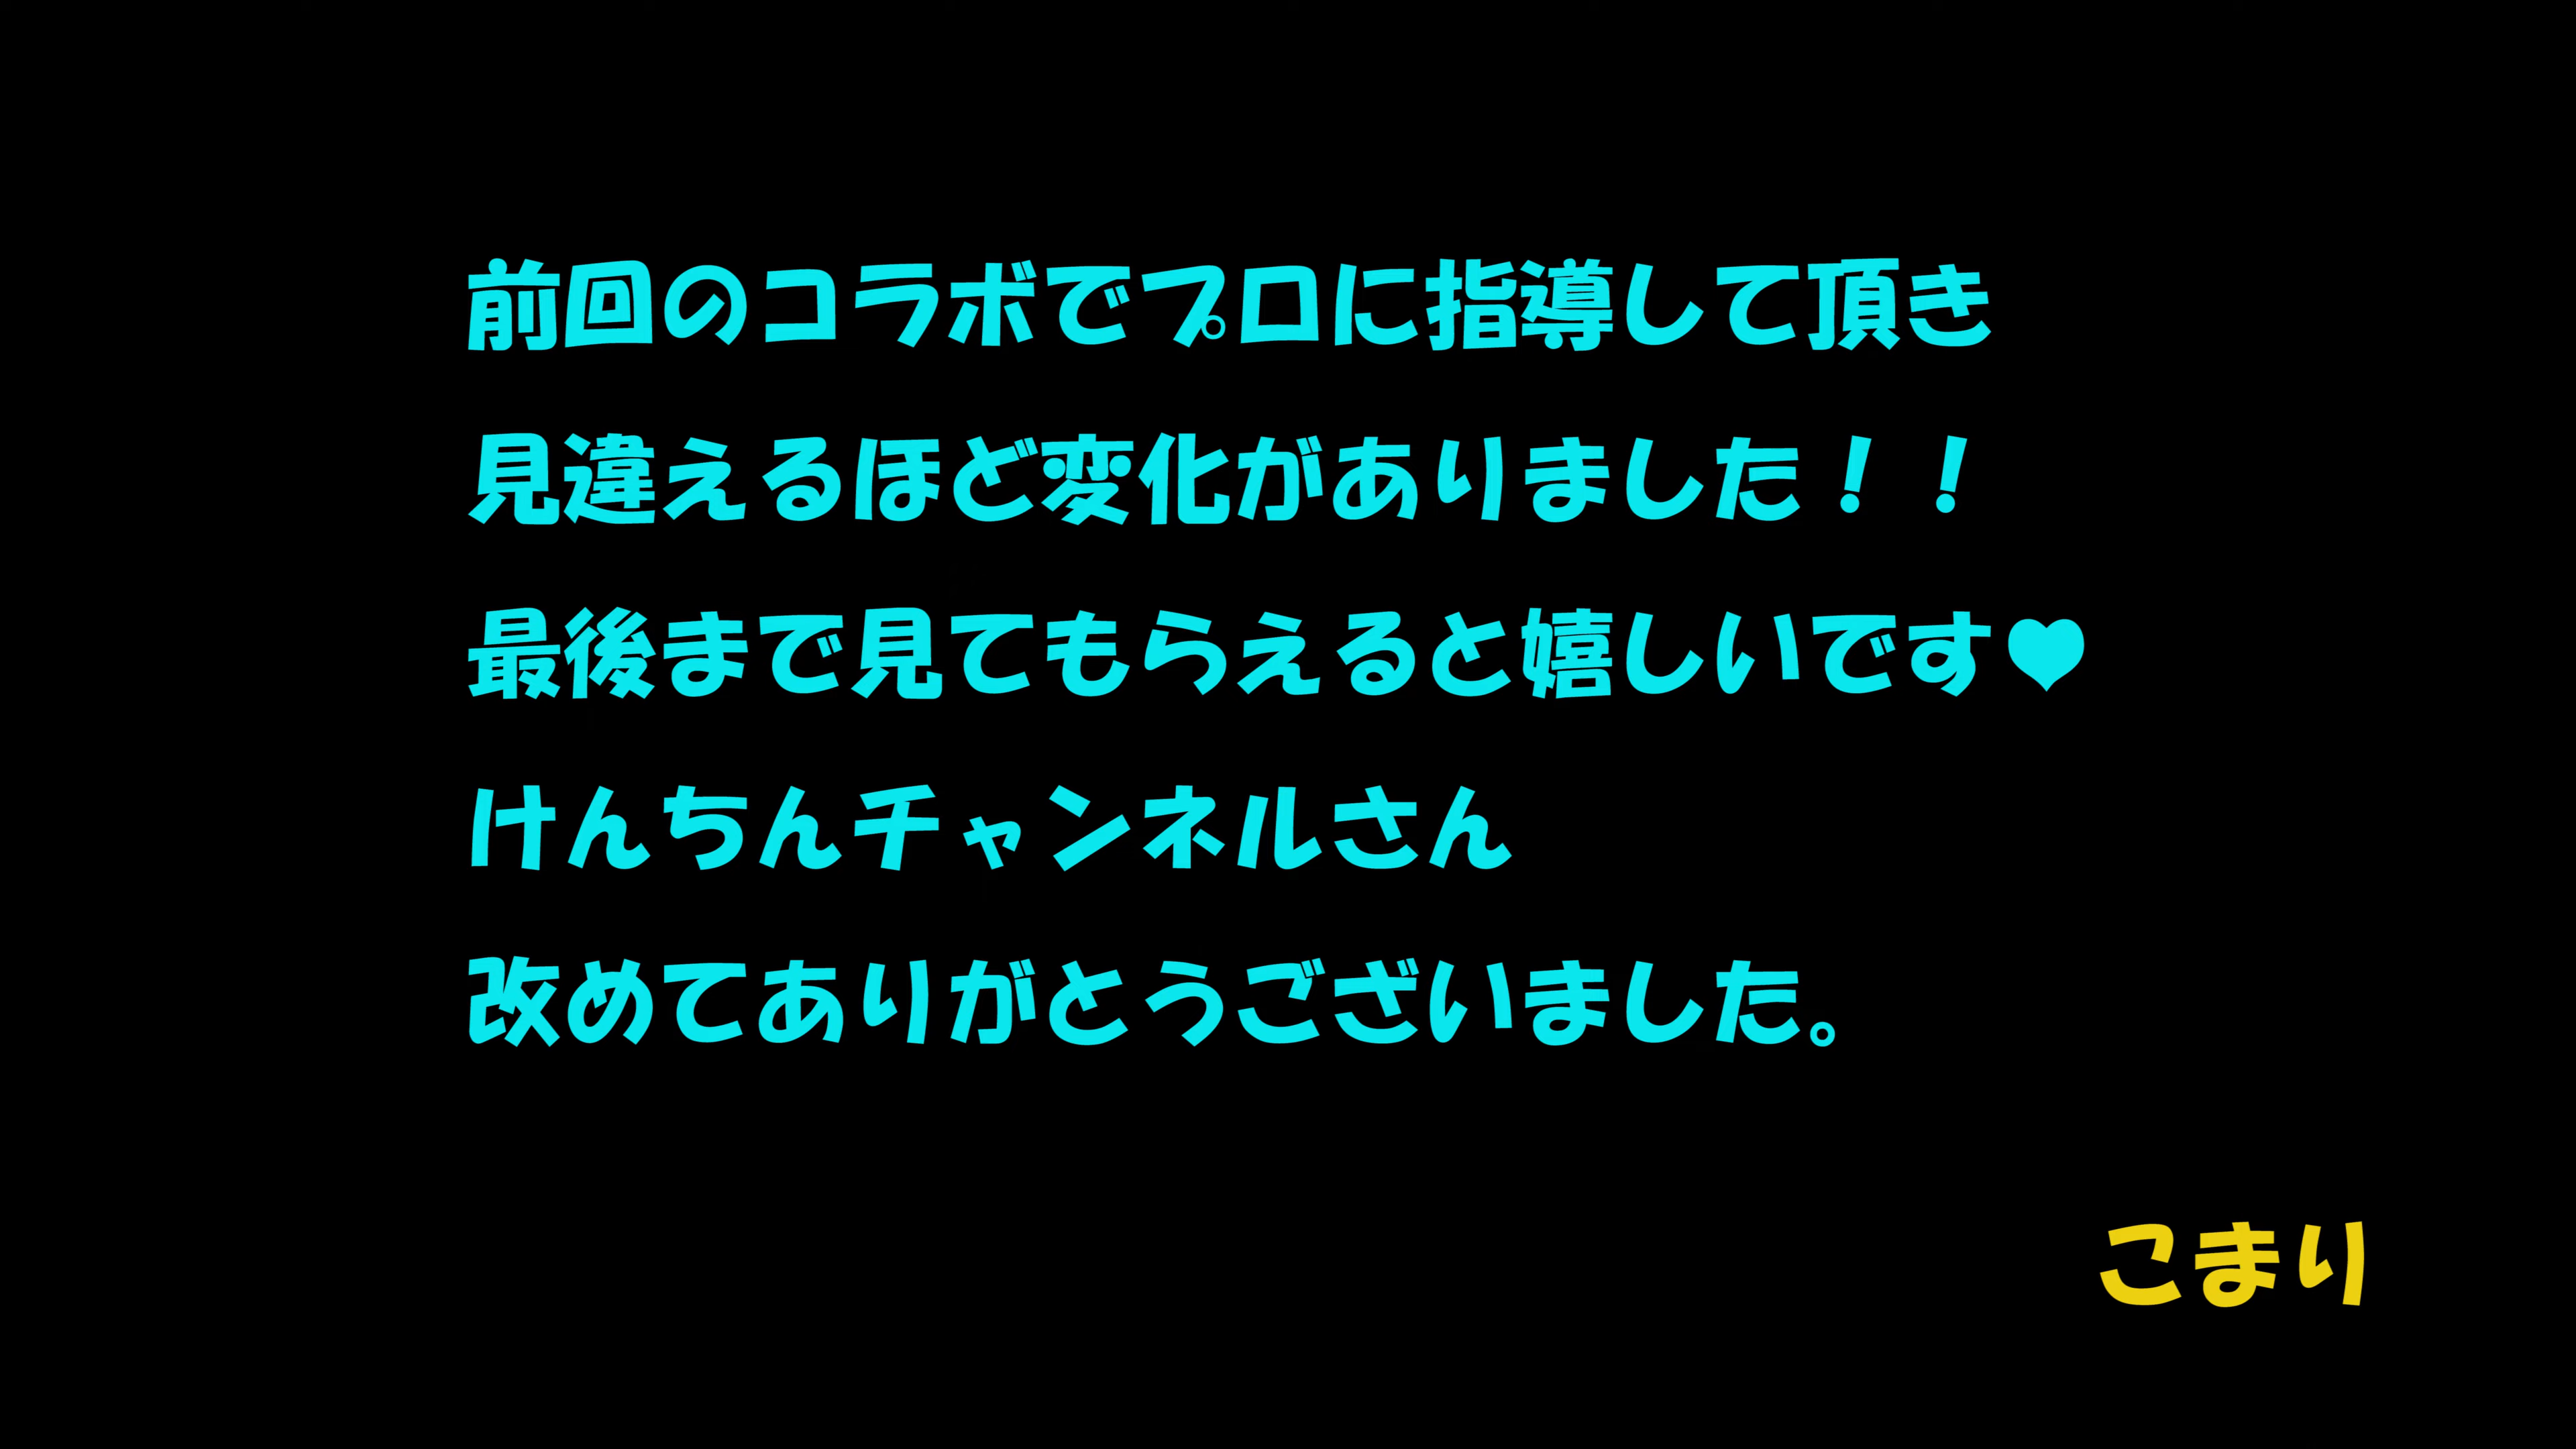 前回のコラボでプロに指導して頂き
見違えるほど変化がありました！！
最後まで見てもらえると嬉しいです♥
けんちんチャンネルさん
改めてありがとうございました。
こまり